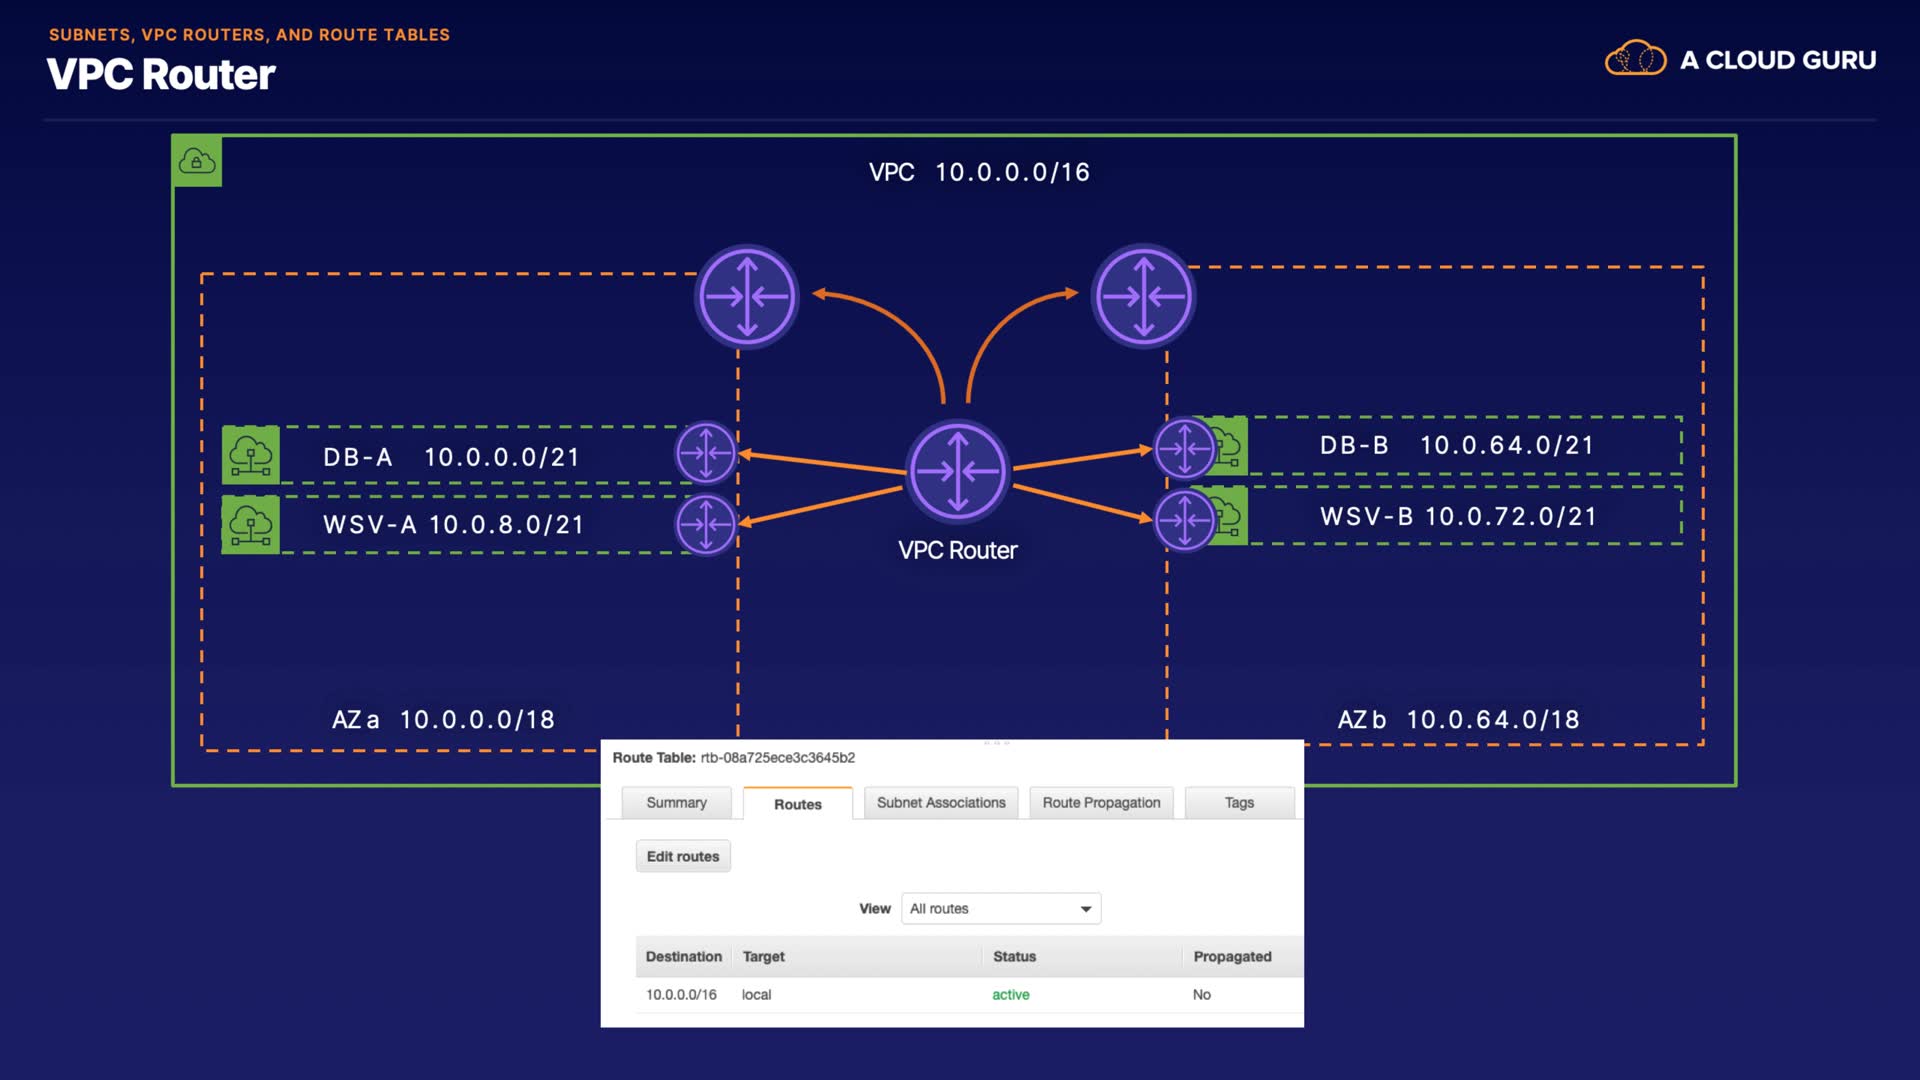 SUBNETS, VPC ROUTERS, AND ROUTE TABLES
VPC Router
A CLOUD GURU
VPC 10.0.0.0/16
DB-A 10.0.0.0/21
WSV-A 10.0.8.0/21
DB-B 10.0.64.0/21
WSV-B 10.0.72.0/21
VPC Router
AZa 10.0.0.0/18
AZb 10.0.64.0/18
Route Table: rtb-08a725ece3c3645b2
Summary Routes Subnet Associations Route Propagation Tags
Edit routes
View All routes
Destination Target Status Propagated
10.0.0.0/16 local active No